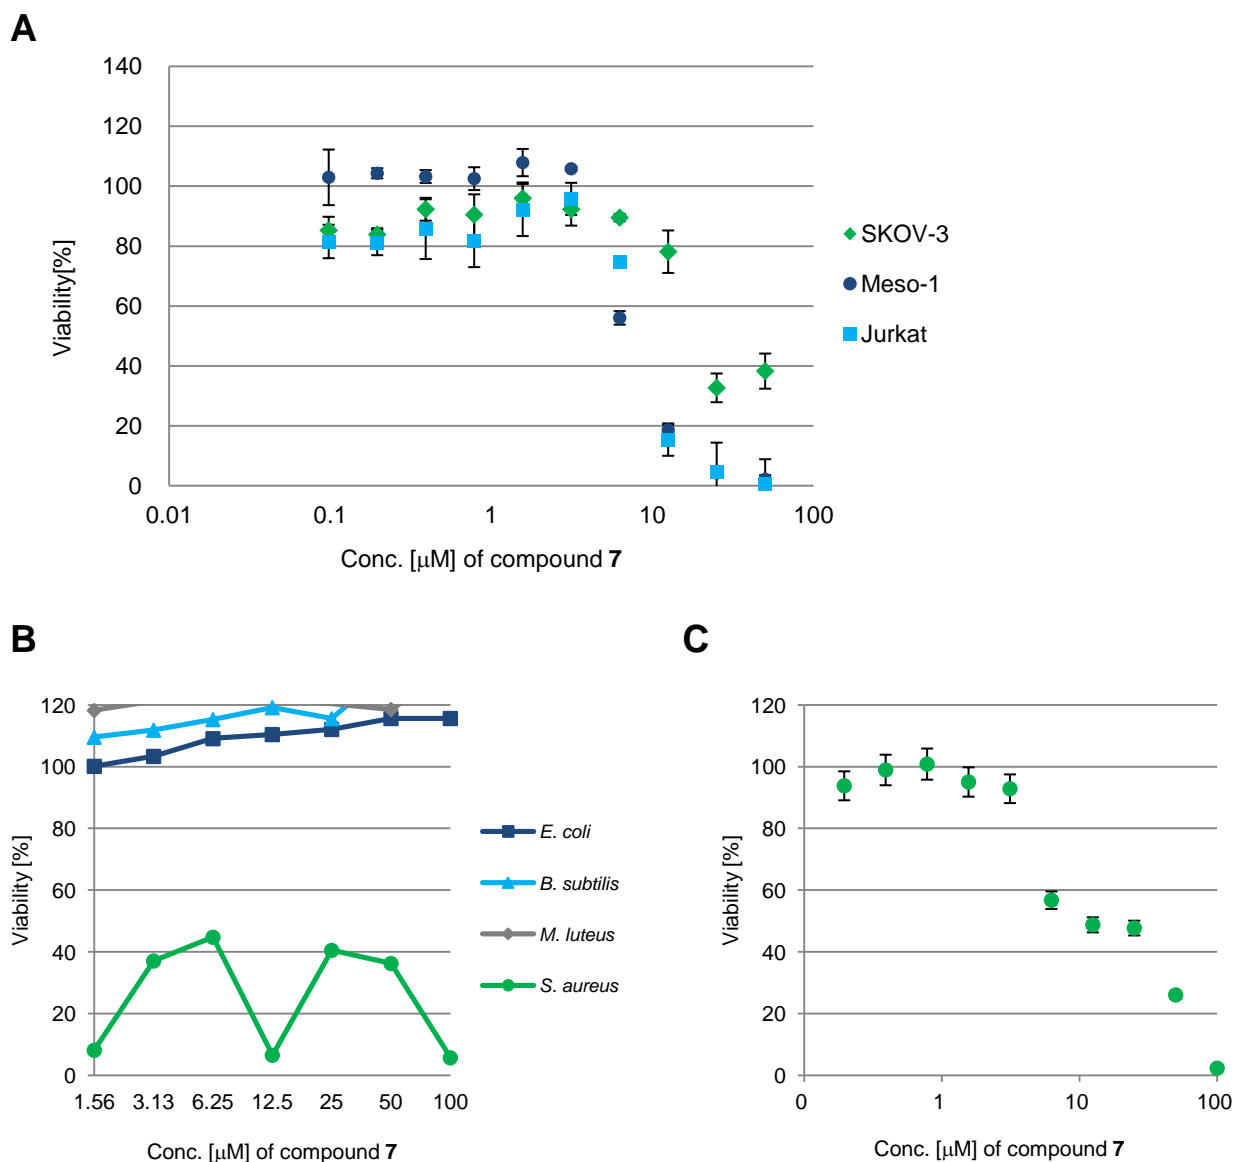 A
140
120
100
80
60
40
20
0
Viability[%]
0.01 0.1 1 10 100
Conc. [μM] of compound 7
SKOV-3
Meso-1
Jurkat
B
120
100
80
60
40
20
0
Viability [%]
1.56 3.13 6.25 12.5 25 50 100
Conc. [μM] of compound 7
E. coli
B. subtilis
M. luteus
S. aureus
C
120
100
80
60
40
20
0
Viability [%]
0 1 10 100
Conc. [μM] of compound 7